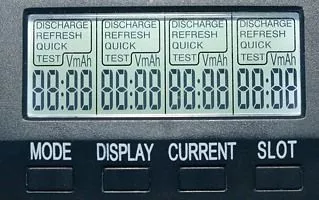 DISCHARGE DISCHARGE DISCHARGE DISCHARGE
REFRESH REFRESH REFRESH REFRESH
QUICK QUICK QUICK QUICK
TEST VmAh TEST VmAh TEST VmAh TEST VmAh
88:88 88:88 88:88 88:88
MODE DISPLAY CURRENT SLOT